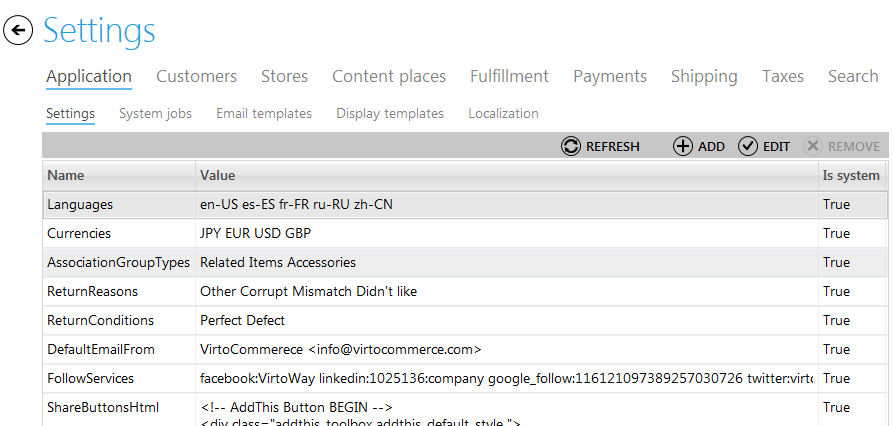 Settings
Application Customers Stores Content places Fulfillment Payments Shipping Taxes Search
Settings System jobs Email templates Display templates Localization
REFRESH ADD EDIT REMOVE
Name Value Is system
Languages en-US es-ES fr-FR ru-RU zh-CN True
Currencies JPY EUR USD GBP True
AssociationGroupTypes Related Items Accessories True
ReturnReasons Other Corrupt Mismatch Didn't like True
ReturnConditions Perfect Defect True
DefaultEmailFrom VirtoCommerece <info@virtocommerce.com> True
FollowServices facebook:VirtoWay linkedin:1025136:company google_follow:116121097389257030726 twitter:virto True
ShareButtonsHtml <!-- AddThis Button BEGIN --> True
<div class="addthis_toolbox addthis_default_style ">